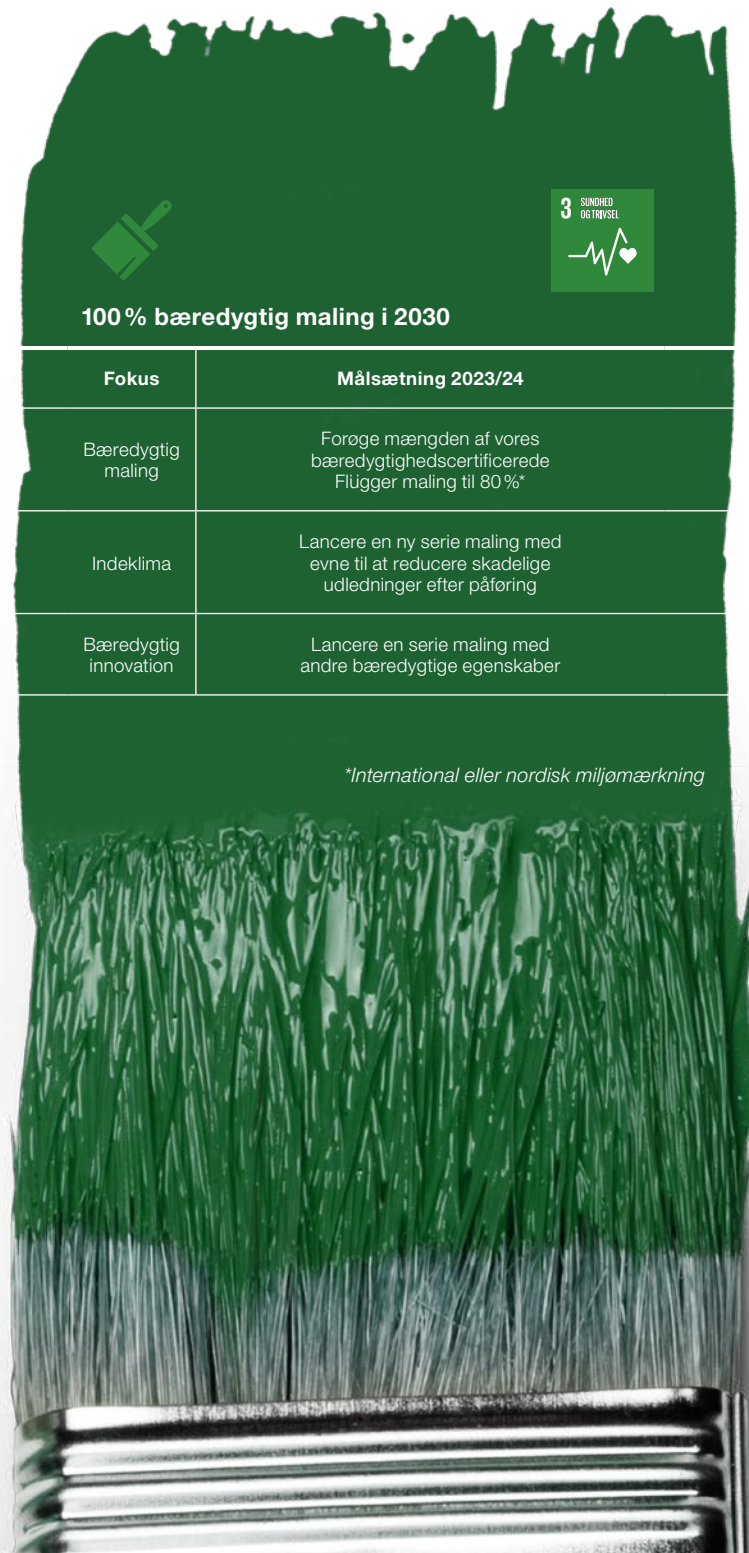 3 SUNDHED
OG TRIVSEL
100 % bæredygtig maling i 2030
Fokus
Målsætning 2023/24
Bæredygtig
maling
Forøge mængden af vores
bæredygtighedscertificerede
Flügger maling til 80 %*
Indeklima
Lancere en ny serie maling med
evne til at reducere skadelige
udledninger efter påføring
Bæredygtig
innovation
Lancere en serie maling med
andre bæredygtige egenskaber
*International eller nordisk miljømærkning